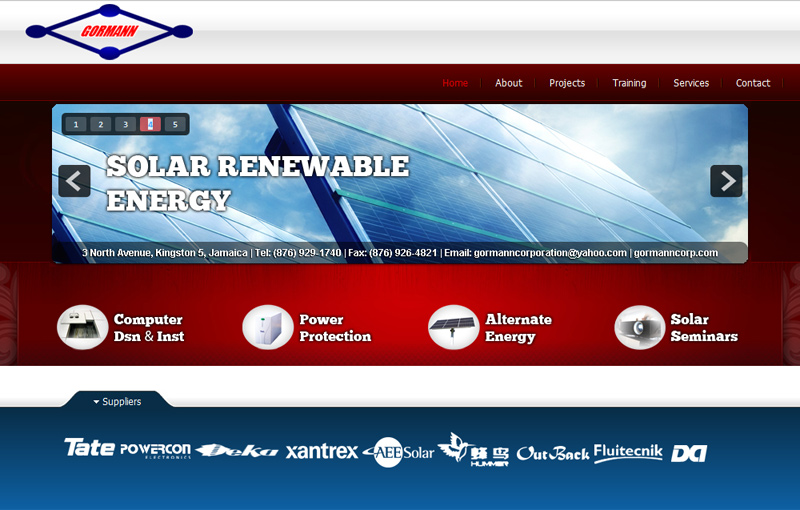 GORMANN
Home
About
Projects
Training
Services
Contact
1 2 3 4 5
SOLAR RENEWABLE
ENERGY
3 North Avenue, Kingston 5, Jamaica | Tel: (876) 929-1740 | Fax: (876) 926-4821 | Email: gormanncorporation@yahoo.com | gormanncorp.com
Computer
Dsn & Inst
Power
Protection
Alternate
Energy
Solar
Seminars
Suppliers
Tate
POWERCON
ELECTRONICS
Deka
xantrex
AEE Solar
蜂鸟
HUMMER
OutBack
Fluitecnik